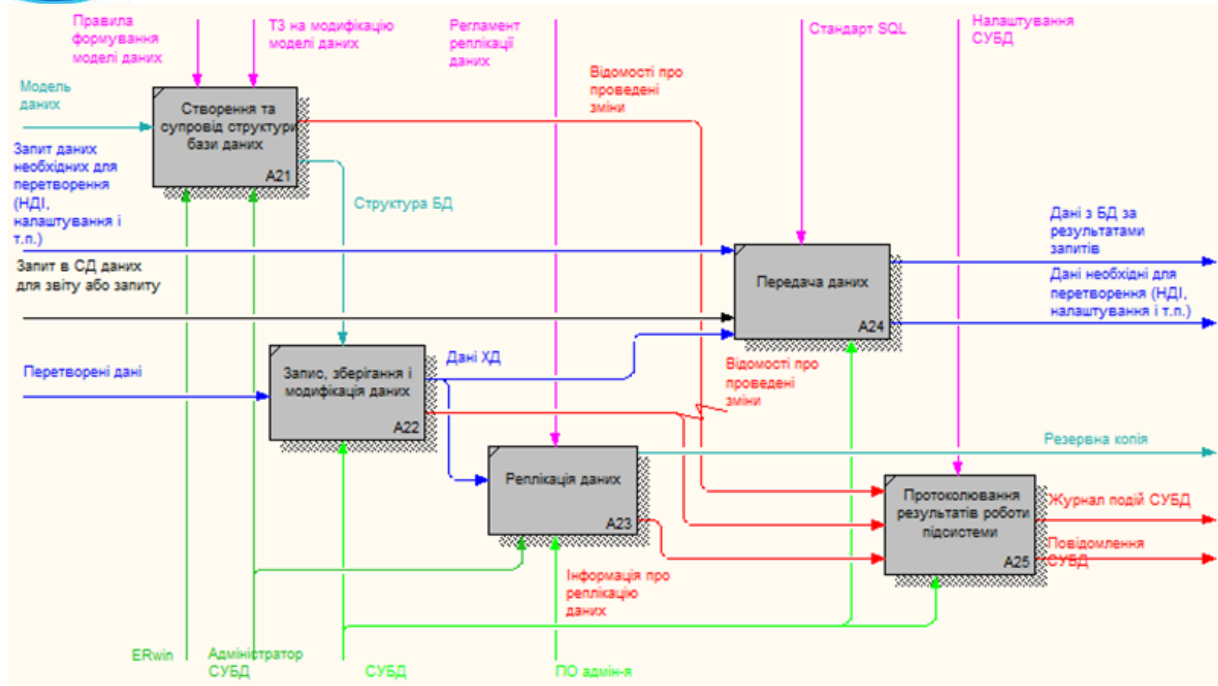 Правила
формування
моделі даних
ТЗ на модифікацію
моделі даних
Регламент
реплікації
даних
Стандарт SQL
Налаштування
СУБД
Модель
даних
Створення та
супровід структури
бази даних
A21
Відомості про
проведені
зміни
Запит даних
необхідних для
перетворення
(НДІ,
налаштування і
т.п.)
Структура БД
Запит в СД даних
для звіту або запиту
Передача даних
A24
Дані з БД за
результатами
запитів
Дані необхідні для
перетворення (НДІ,
налаштування і т.п.)
Перетворені дані
Запис, зберігання і
модифікація даних
A22
Дані ХД
Відомості про
проведені
зміни
Резервна копія
Реплікація даних
A23
Протоколювання
результатів роботи
підсистеми
A25
Журнал подій СУБД
Повідомлення
СУБД
Інформація про
реплікацію
даних
ERwin
Адміністратор
СУБД
СУБД
ПО адмін-я